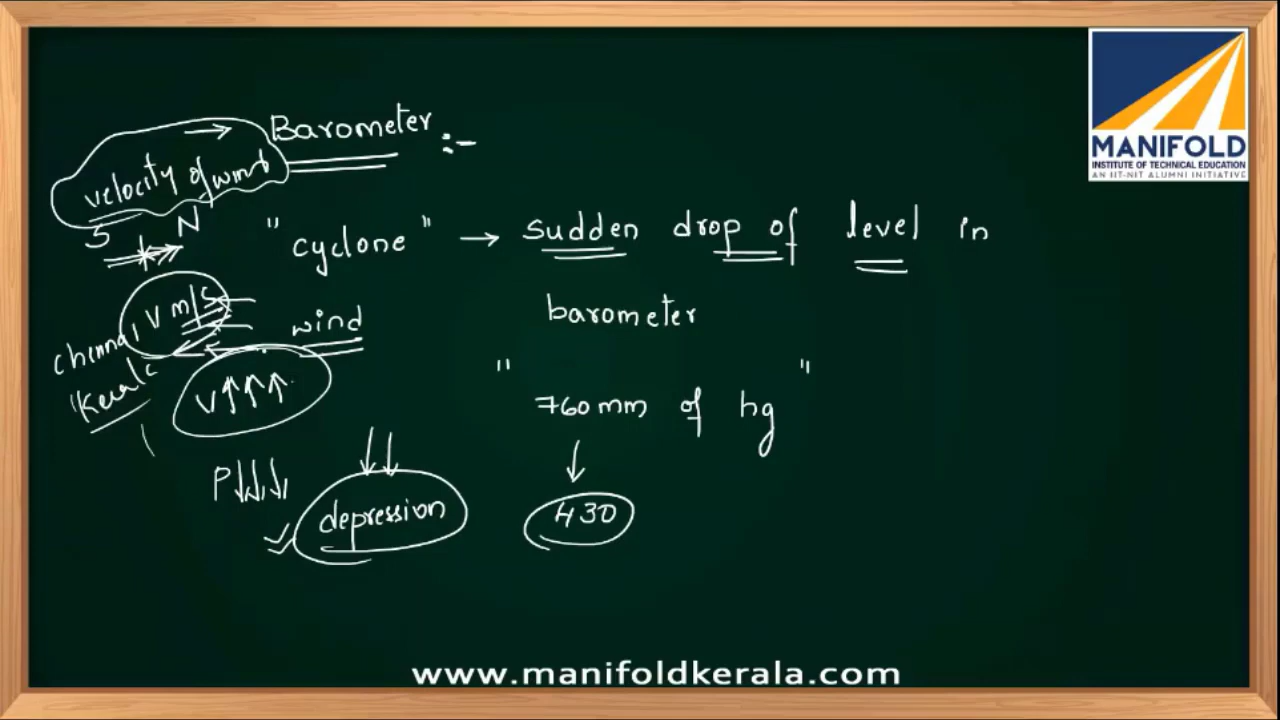 MANIFOLD
INSTITUTE OF TECHNICAL EDUCATION
AN IIT-NIT ALUMNI INITIATIVE
Barometer :-
velocity of wind
S N
"cyclone" → sudden drop of level in
barometer
V m/s
wind
Chennai
Kerala
V↑↑↑
" 760 mm of hg "
↓
P↓↓↓↓
depression
430
www.manifoldkerala.com